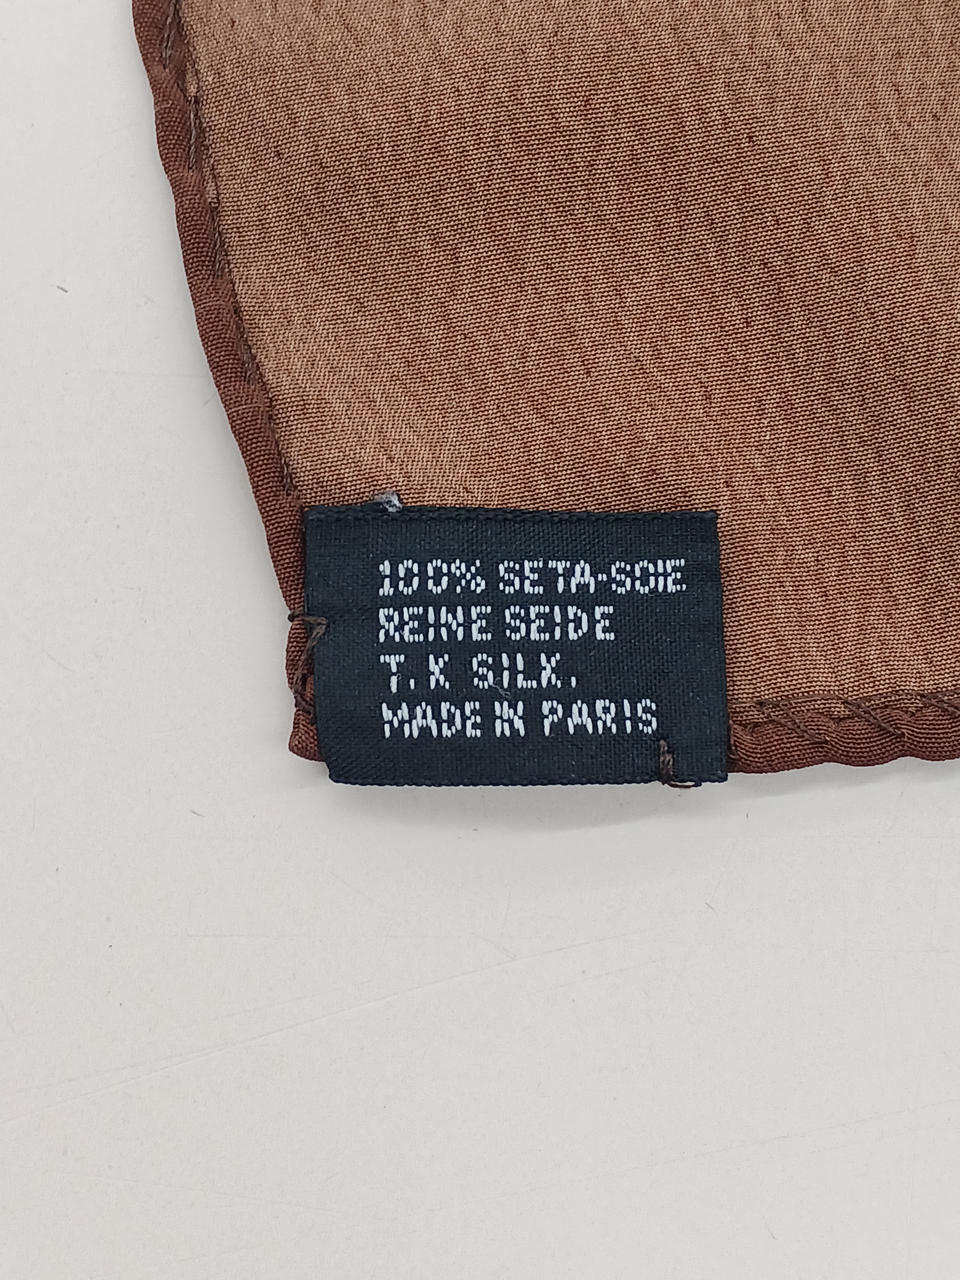 100% SETA-SOIE
REINE SEIDE
T.K SILK.
MADE IN PARIS